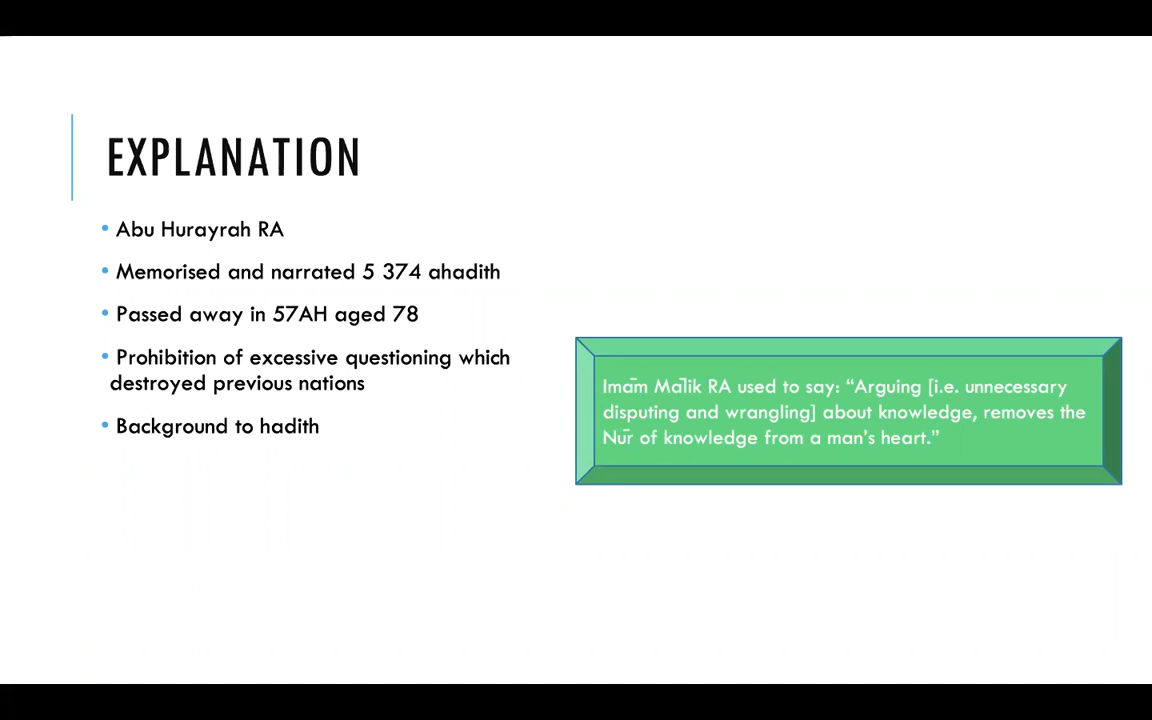 EXPLANATION
• Abu Hurayrah RA
• Memorised and narrated 5 374 ahadith
• Passed away in 57AH aged 78
• Prohibition of excessive questioning which
destroyed previous nations
• Background to hadith
Imām Mālik RA used to say: “Arguing [i.e. unnecessary
disputing and wrangling] about knowledge, removes the
Nūr of knowledge from a man’s heart.”